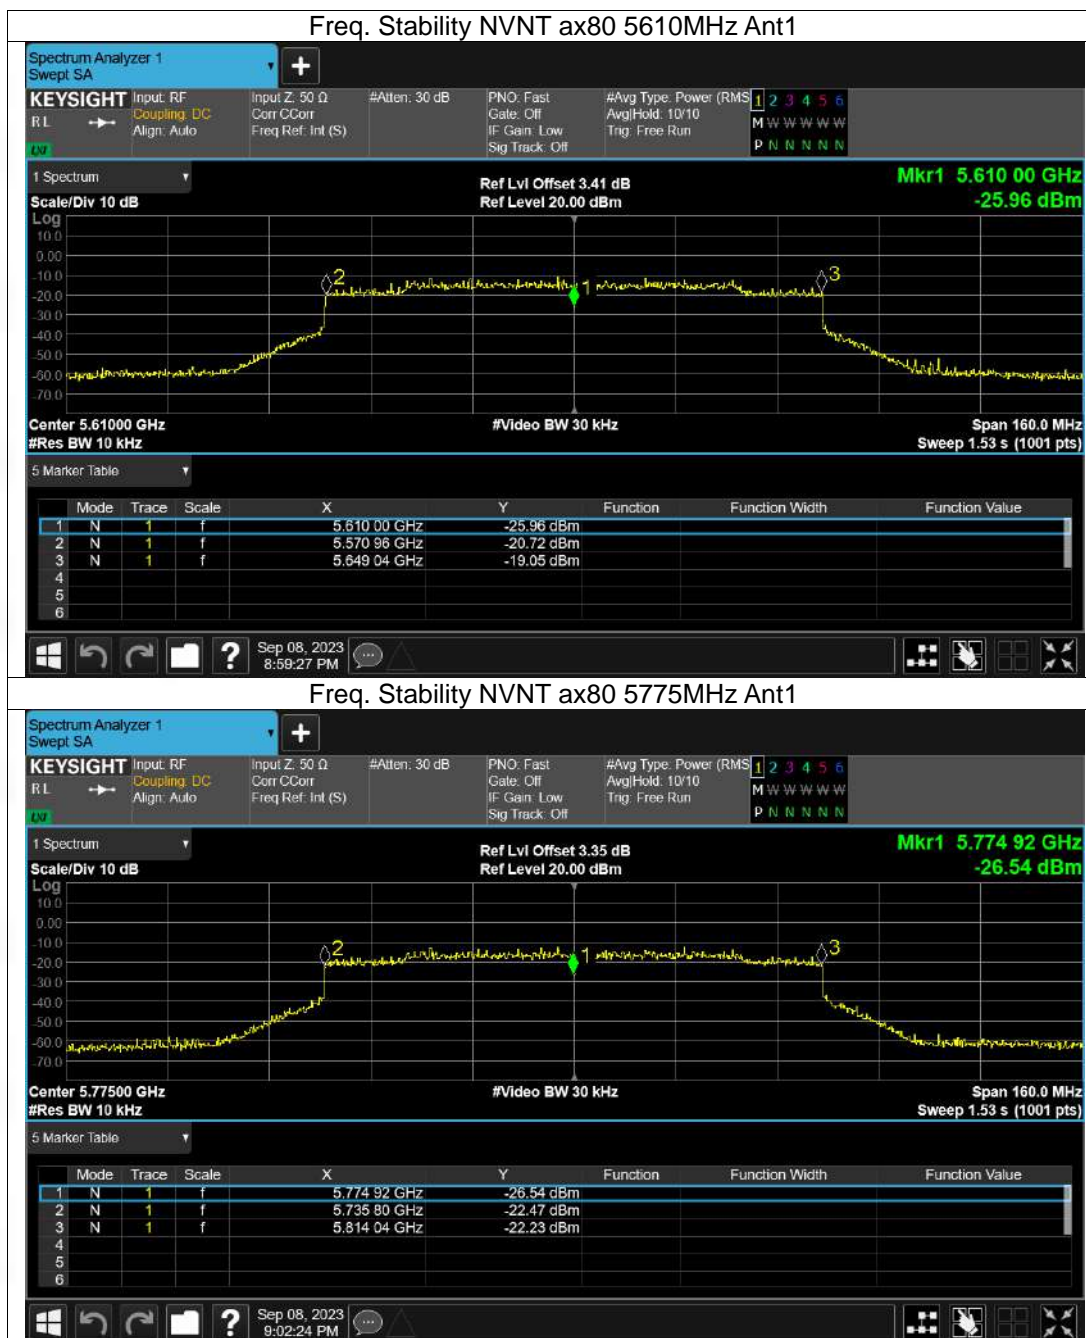 Freq. Stability NVNT ax80 5610MHz Ant1
Spectrum Analyzer 1
Swept SA
+
KEYSIGHT Input: RF Input Z: 50 Ω #Atten: 30 dB PNO: Fast #Avg Type: Power (RMS 1 2 3 4 5 6
RL Coupling: DC Corr CCorr Gate: Off Avg|Hold: 10/10 M W W W W W
Align: Auto Freq Ref: Int (S) IF Gain: Low Trig: Free Run
LXI Sig Track: Off P N N N N N
1 Spectrum Ref Lvl Offset 3.41 dB Mkr1 5.610 00 GHz
Scale/Div 10 dB Ref Level 20.00 dBm -25.96 dBm
Log
10.0
0.00
-10.0
2 3
1
-20.0
-30.0
-40.0
-50.0
-60.0
-70.0
Center 5.61000 GHz #Video BW 30 kHz Span 160.0 MHz
#Res BW 10 kHz Sweep 1.53 s (1001 pts)
5 Marker Table
Mode Trace Scale X Y Function Function Width Function Value
1 N 1 f 5.610 00 GHz -25.96 dBm
2 N 1 f 5.570 96 GHz -20.72 dBm
3 N 1 f 5.649 04 GHz -19.05 dBm
4
5
6
? Sep 08, 2023
8:59:27 PM
Freq. Stability NVNT ax80 5775MHz Ant1
Spectrum Analyzer 1
Swept SA
+
KEYSIGHT Input: RF Input Z: 50 Ω #Atten: 30 dB PNO: Fast #Avg Type: Power (RMS 1 2 3 4 5 6
RL Coupling: DC Corr CCorr Gate: Off Avg|Hold: 10/10 M W W W W W
Align: Auto Freq Ref: Int (S) IF Gain: Low Trig: Free Run
LXI Sig Track: Off P N N N N N
1 Spectrum Ref Lvl Offset 3.35 dB Mkr1 5.774 92 GHz
Scale/Div 10 dB Ref Level 20.00 dBm -26.54 dBm
Log
10.0
0.00
-10.0
2 3
1
-20.0
-30.0
-40.0
-50.0
-60.0
-70.0
Center 5.77500 GHz #Video BW 30 kHz Span 160.0 MHz
#Res BW 10 kHz Sweep 1.53 s (1001 pts)
5 Marker Table
Mode Trace Scale X Y Function Function Width Function Value
1 N 1 f 5.774 92 GHz -26.54 dBm
2 N 1 f 5.735 80 GHz -22.47 dBm
3 N 1 f 5.814 04 GHz -22.23 dBm
4
5
6
? Sep 08, 2023
9:02:24 PM